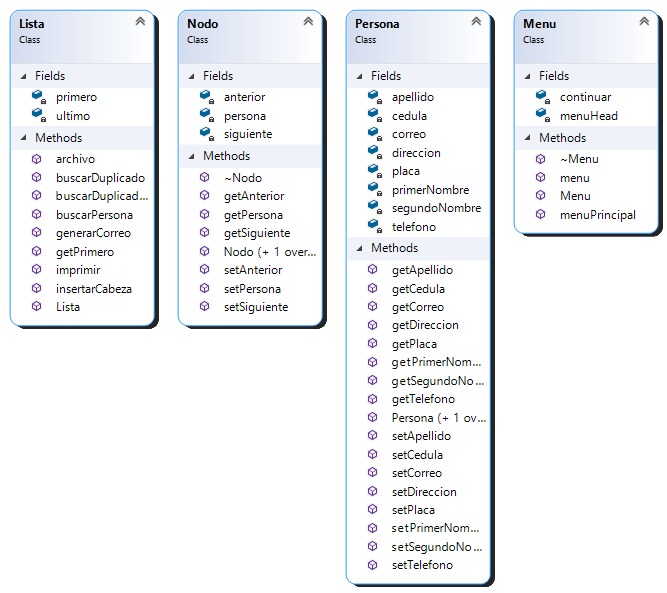 Lista
Class
Fields
primero
ultimo
Methods
archivo
buscarDuplicado
buscarDuplicad...
buscarPersona
generarCorreo
getPrimero
imprimir
insertarCabeza
Lista
Nodo
Class
Fields
anterior
persona
siguiente
Methods
~Nodo
getAnterior
getPersona
getSiguiente
Nodo (+ 1 over...
setAnterior
setPersona
setSiguiente
Persona
Class
Fields
apellido
cedula
correo
direccion
placa
primerNombre
segundoNombre
telefono
Methods
getApellido
getCedula
getCorreo
getDireccion
getPlaca
getPrimerNom...
getSegundoNo...
getTelefono
Persona (+ 1 ov...
setApellido
setCedula
setCorreo
setDireccion
setPlaca
setPrimerNom...
setSegundoNo...
setTelefono
Menu
Class
Fields
continuar
menuHead
Methods
~Menu
menu
Menu
menuPrincipal